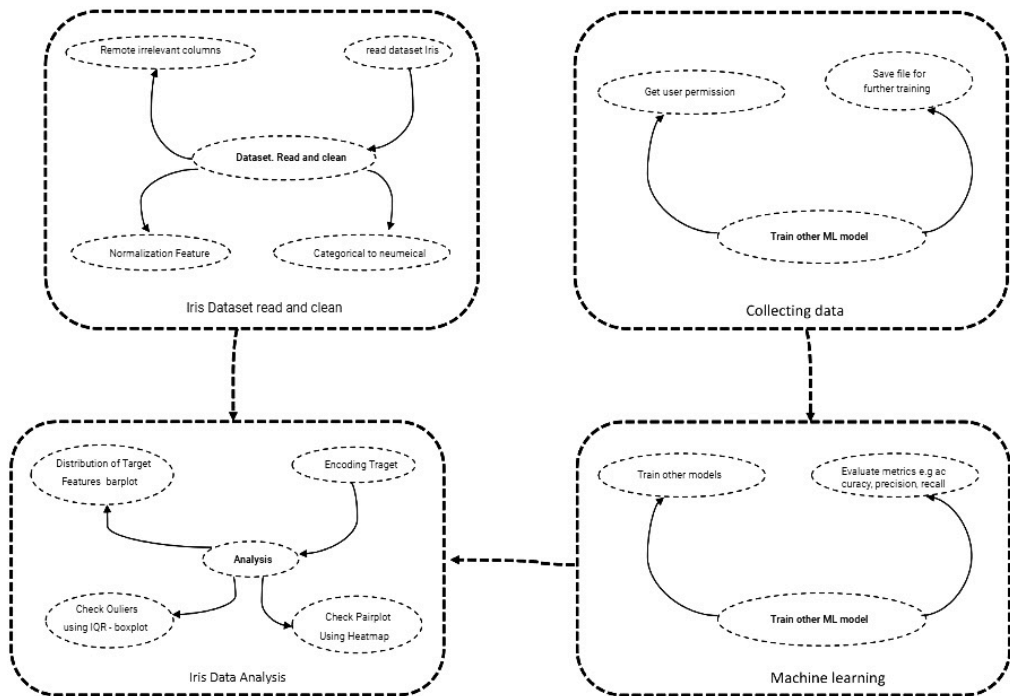 Remote irrelevant columns
read dataset Iris
Dataset. Read and clean
Normalization Feature
Categorical to neumeical
Iris Dataset read and clean
Get user permission
Save file for
further training
Train other ML model
Collecting data
Distribution of Target
Features barplot
Encoding Traget
Analysis
Check Ouliers
using IQR - boxplot
Check Pairplot
Using Heatmap
Iris Data Analysis
Train other models
Evaluate metrics e.g ac
curacy, precision, recall
Train other ML model
Machine learning